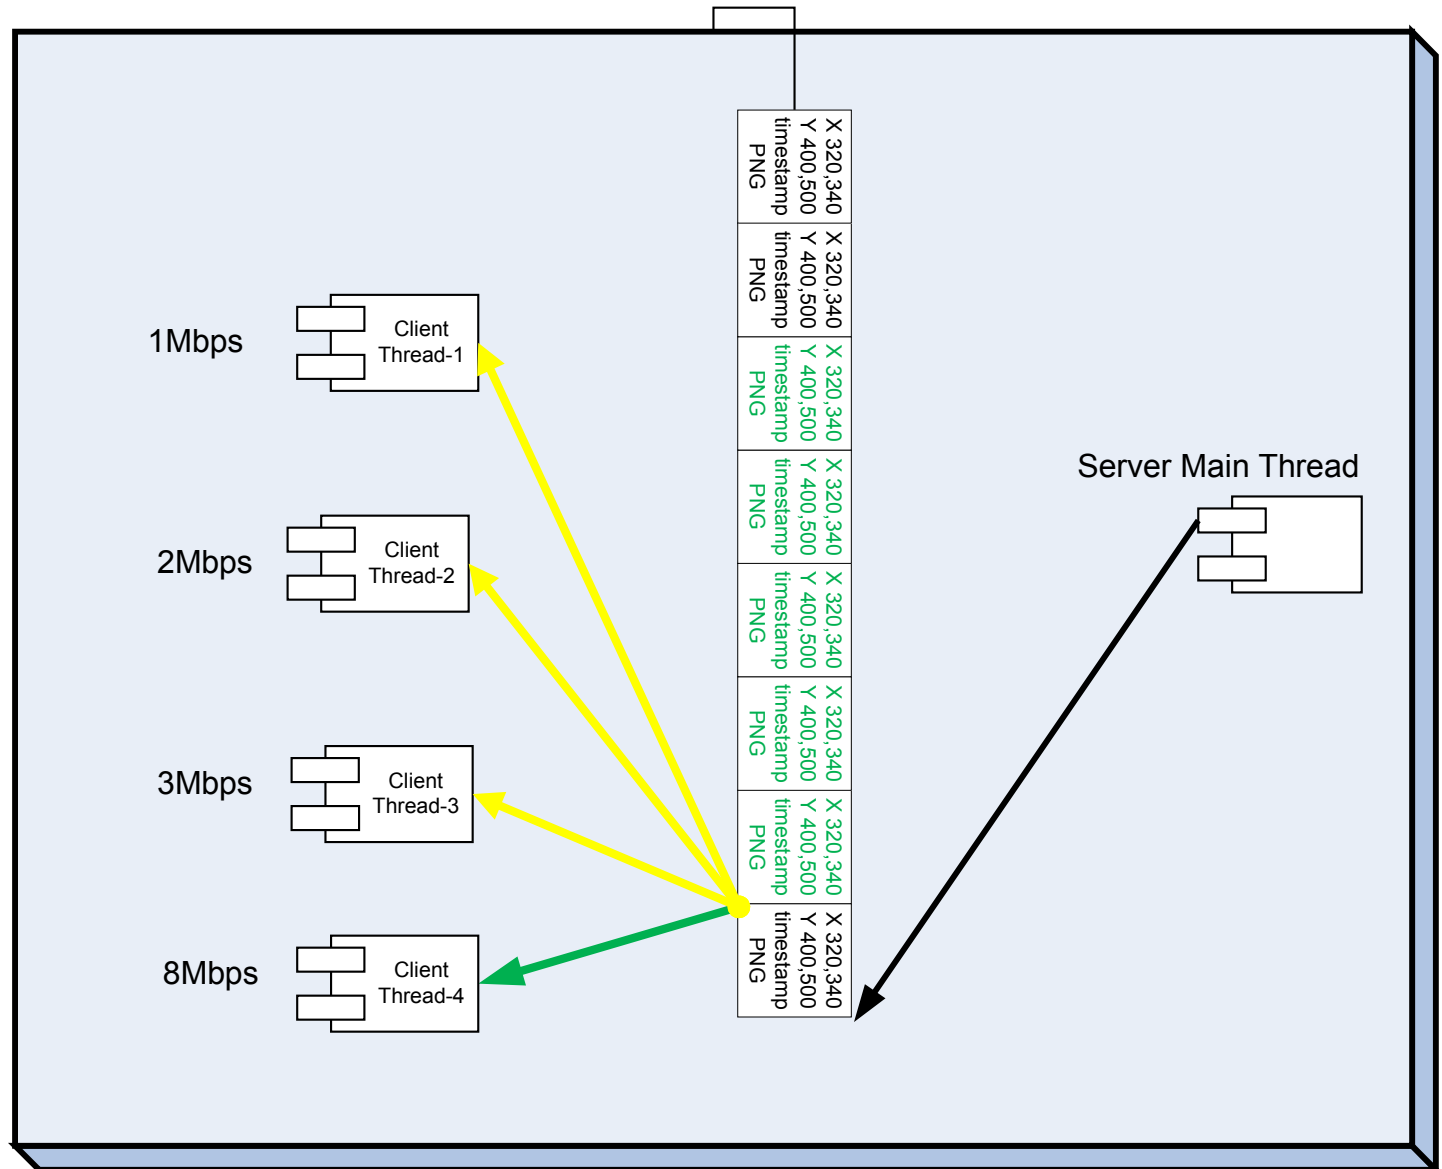 X 320,340
Y 400,500
timestamp
PNG
X 320,340
Y 400,500
timestamp
PNG
X 320,340
Y 400,500
timestamp
PNG
X 320,340
Y 400,500
timestamp
PNG
X 320,340
Y 400,500
timestamp
PNG
X 320,340
Y 400,500
timestamp
PNG
X 320,340
Y 400,500
timestamp
PNG
X 320,340
Y 400,500
timestamp
PNG
1Mbps
Client
Thread-1
2Mbps
Client
Thread-2
3Mbps
Client
Thread-3
8Mbps
Client
Thread-4
Server Main Thread